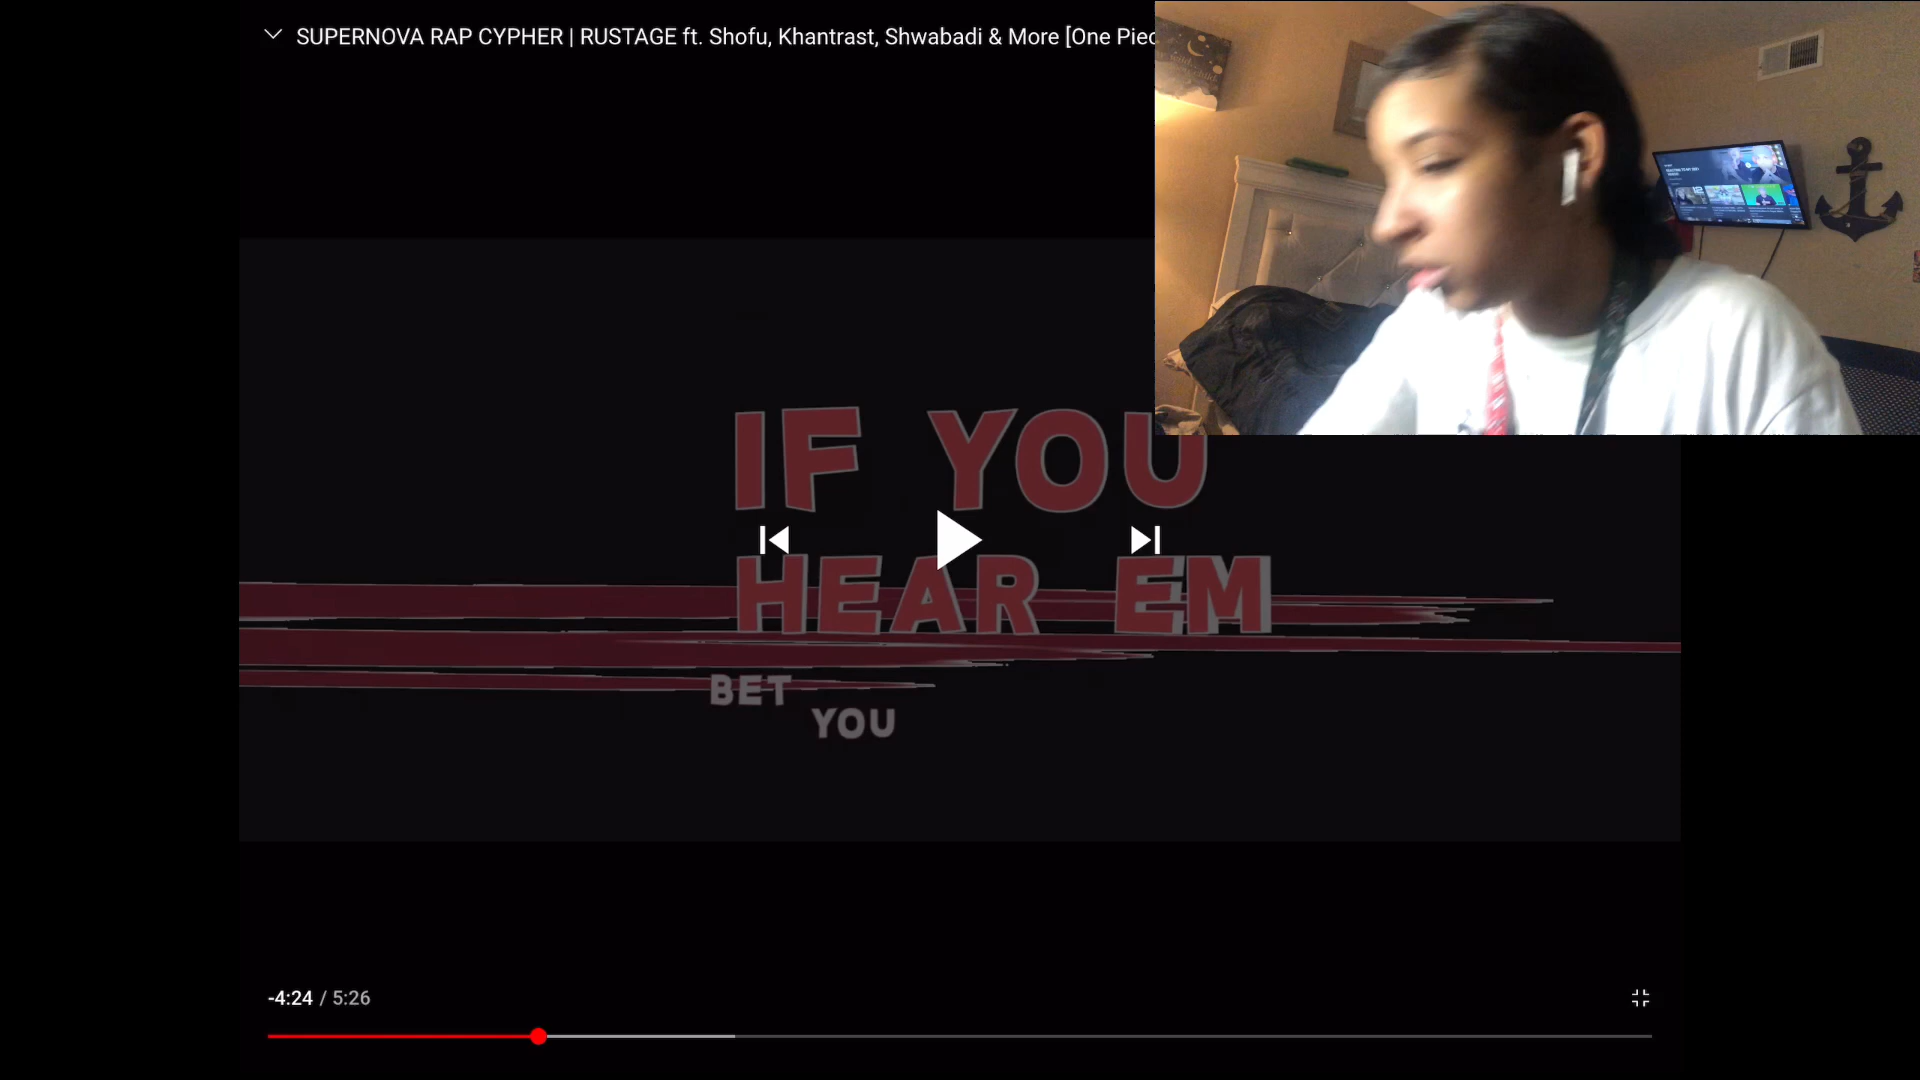 SUPERNOVA RAP CYPHER | RUSTAGE ft. Shofu, Khantrast, Shwabadi & More [One Piec
IF YOU
HEAR EM
BET
YOU
-4:24 / 5:26